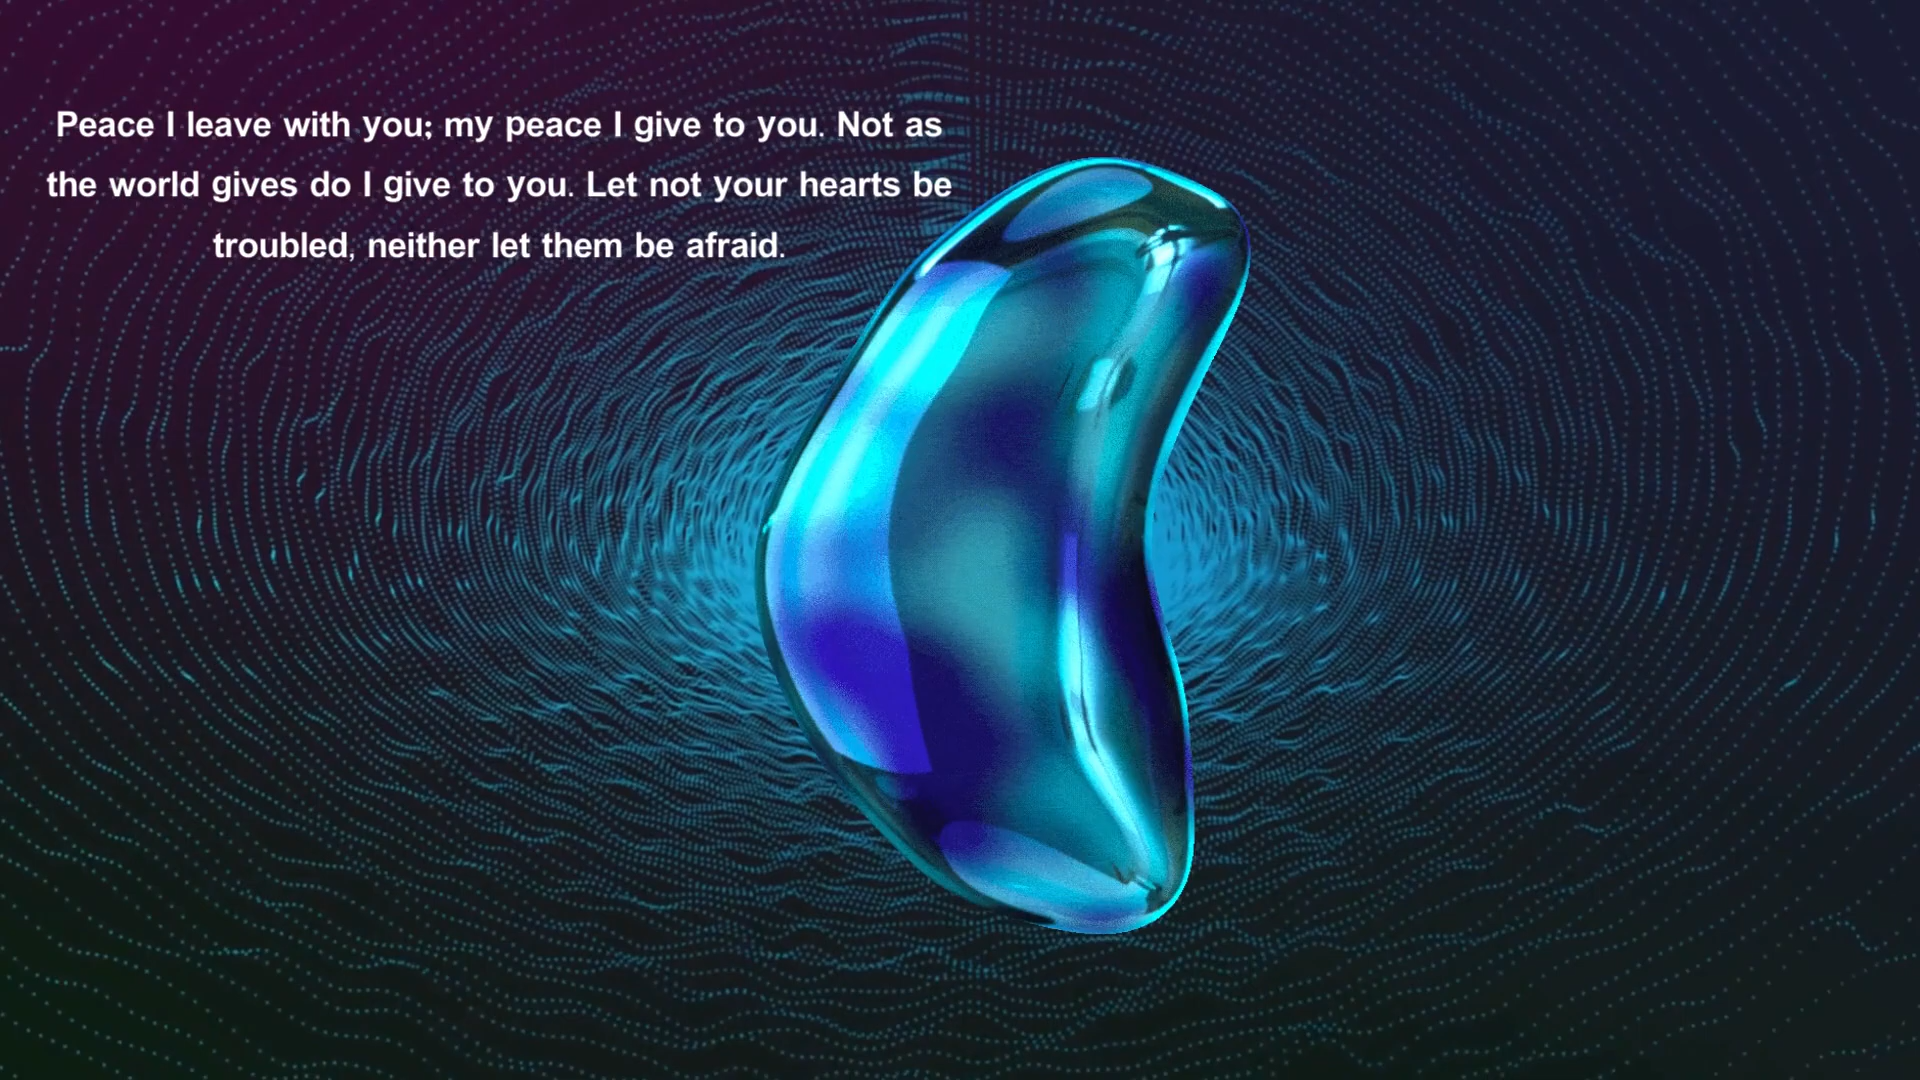 Peace I leave with you; my peace I give to you. Not as
the world gives do I give to you. Let not your hearts be
troubled, neither let them be afraid.